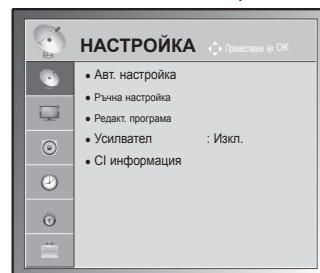 НАСТРОЙКА Преместване OK
• Авт. настройка
• Ръчна настройка
• Редакт. програма
• Усилвател : Изкл.
• CI информация